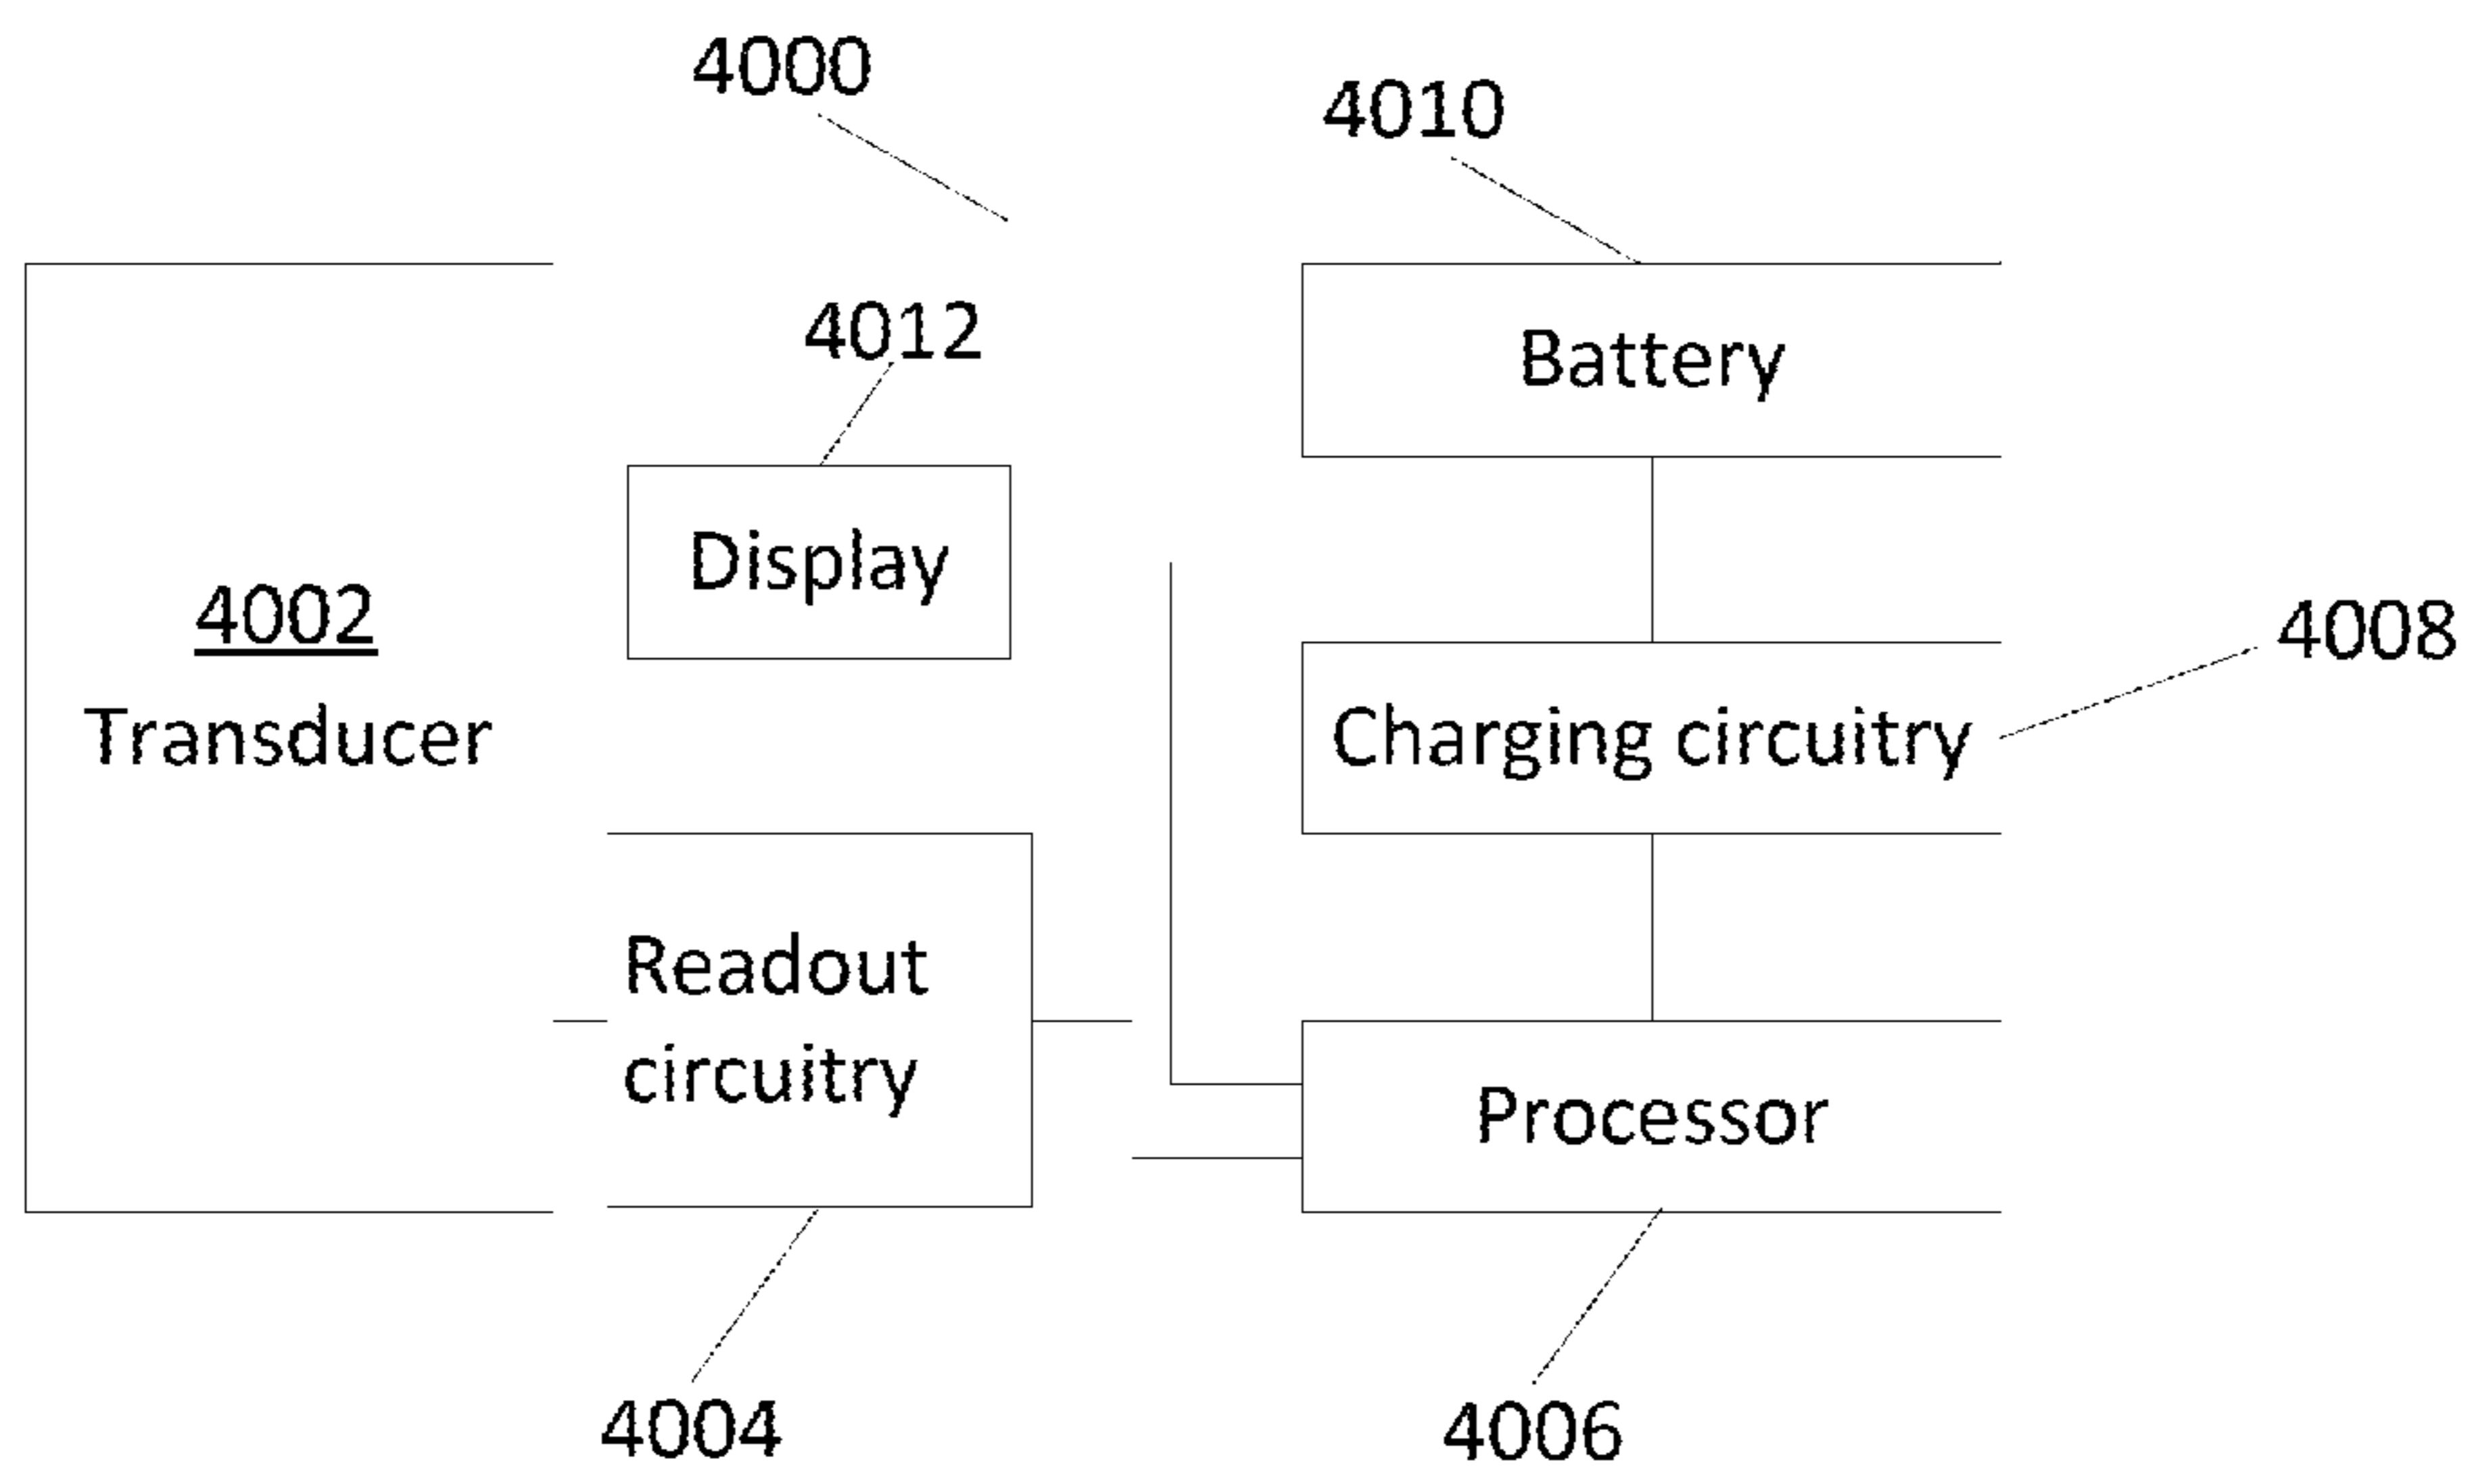 4000
4010
4012
Battery
Display
4002
Transducer
4008
Charging circuitry
Readout
circuitry
Processor
4004
4006